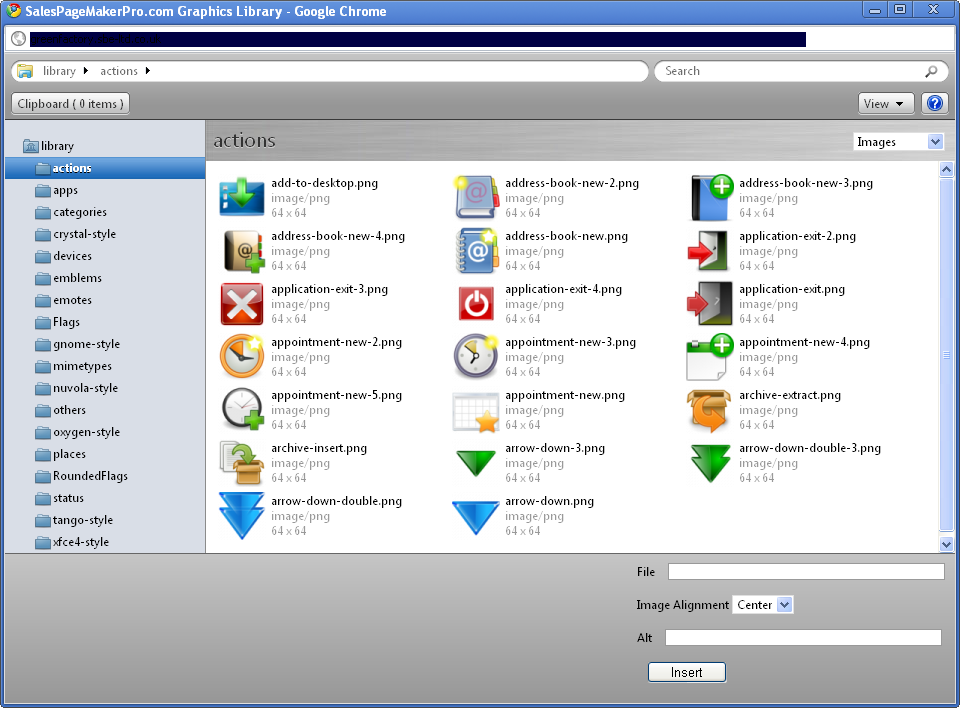 SalesPageMakerPro.com Graphics Library - Google Chrome
library actions
Search
Clipboard ( 0 items )
View
?
library
actions
apps
categories
crystal-style
devices
emblems
emotes
Flags
gnome-style
mimetypes
nuvola-style
others
oxygen-style
places
RoundedFlags
status
tango-style
xfce4-style
actions
Images
add-to-desktop.png
image/png
64 x 64
address-book-new-2.png
image/png
64 x 64
address-book-new-3.png
image/png
64 x 64
address-book-new-4.png
image/png
64 x 64
address-book-new.png
image/png
64 x 64
application-exit-2.png
image/png
64 x 64
application-exit-3.png
image/png
64 x 64
application-exit-4.png
image/png
64 x 64
application-exit.png
image/png
64 x 64
appointment-new-2.png
image/png
64 x 64
appointment-new-3.png
image/png
64 x 64
appointment-new-4.png
image/png
64 x 64
appointment-new-5.png
image/png
64 x 64
appointment-new.png
image/png
64 x 64
archive-extract.png
image/png
64 x 64
archive-insert.png
image/png
64 x 64
arrow-down-3.png
image/png
64 x 64
arrow-down-double-3.png
image/png
64 x 64
arrow-down-double.png
image/png
64 x 64
arrow-down.png
image/png
64 x 64
File
Image Alignment Center
Alt
Insert